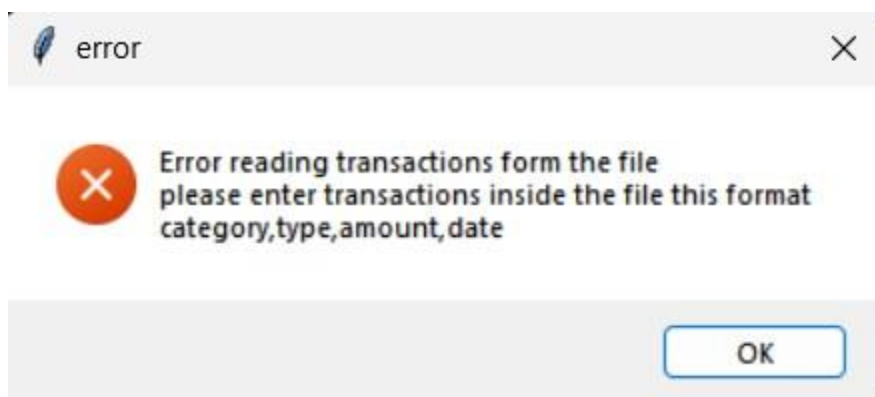 error
Error reading transactions form the file
please enter transactions inside the file this format
category,type,amount,date
OK